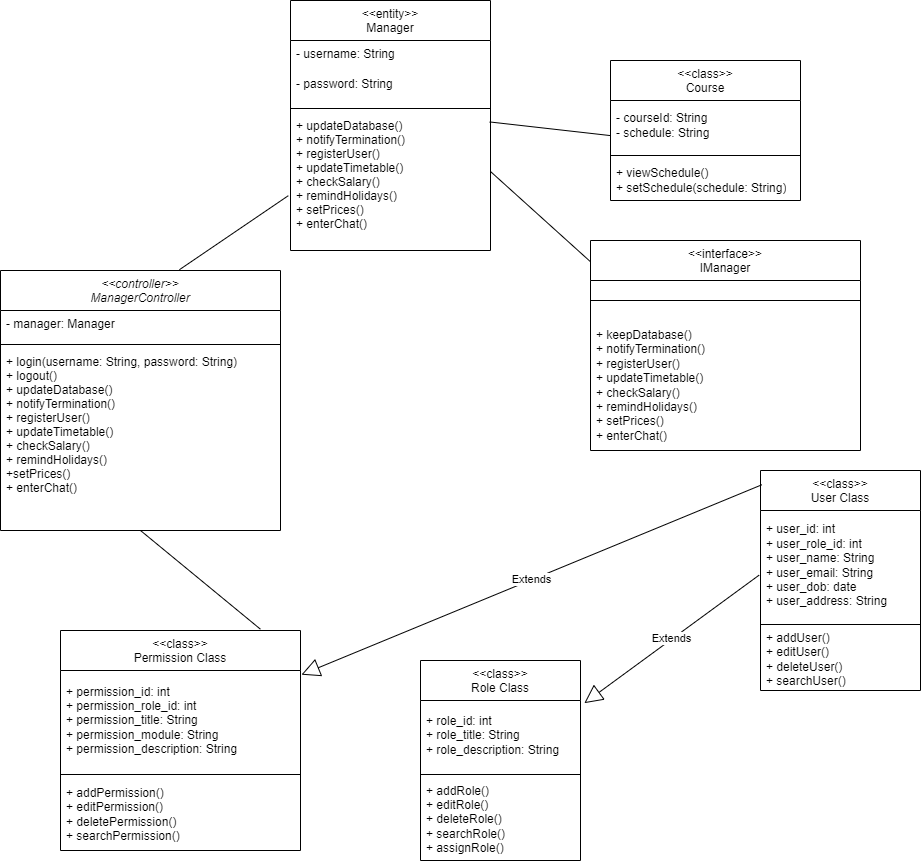 <<entity>>
Manager
- username: String
- password: String
+ updateDatabase()
+ notifyTermination()
+ registerUser()
+ updateTimetable()
+ checkSalary()
+ remindHolidays()
+ setPrices()
+ enterChat()
<<class>>
Course
- courseId: String
- schedule: String
+ viewSchedule()
+ setSchedule(schedule: String)
<<interface>>
IManager
+ keepDatabase()
+ notifyTermination()
+ registerUser()
+ updateTimetable()
+ checkSalary()
+ remindHolidays()
+ setPrices()
+ enterChat()
<<controller>>
ManagerController
- manager: Manager
+ login(username: String, password: String)
+ logout()
+ updateDatabase()
+ notifyTermination()
+ registerUser()
+ updateTimetable()
+ checkSalary()
+ remindHolidays()
+setPrices()
+ enterChat()
<<class>>
User Class
+ user_id: int
+ user_role_id: int
+ user_name: String
+ user_email: String
+ user_dob: date
+ user_address: String
+ addUser()
+ editUser()
+ deleteUser()
+ searchUser()
Extends
Extends
<<class>>
Permission Class
+ permission_id: int
+ permission_role_id: int
+ permission_title: String
+ permission_module: String
+ permission_description: String
+ addPermission()
+ editPermission()
+ deletePermission()
+ searchPermission()
<<class>>
Role Class
+ role_id: int
+ role_title: String
+ role_description: String
+ addRole()
+ editRole()
+ deleteRole()
+ searchRole()
+ assignRole()